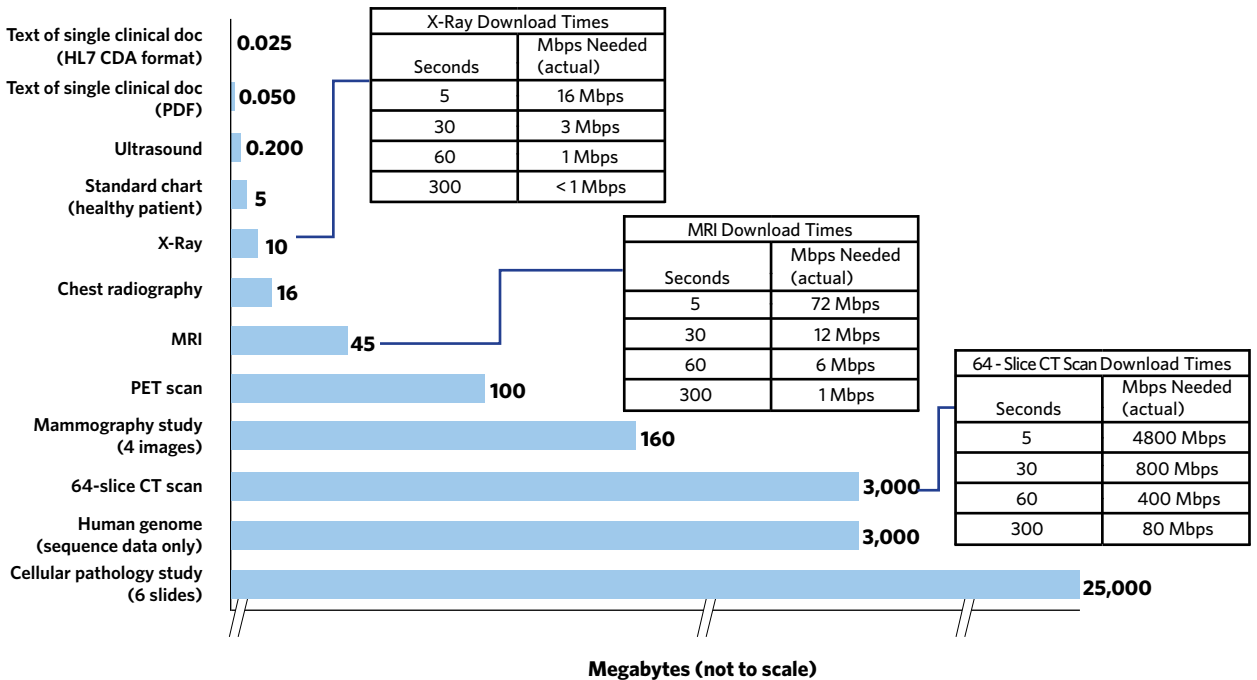 Text of single clinical doc
(HL7 CDA format)
0.025
Text of single clinical doc
(PDF)
0.050
Ultrasound
0.200
Standard chart
(healthy patient)
5
X-Ray
10
Chest radiography
16
MRI
45
PET scan
100
Mammography study
(4 images)
160
64-slice CT scan
3,000
Human genome
(sequence data only)
3,000
Cellular pathology study
(6 slides)
25,000
X-Ray Download Times
Seconds Mbps Needed
(actual)
5 16 Mbps
30 3 Mbps
60 1 Mbps
300 < 1 Mbps
MRI Download Times
Seconds Mbps Needed
(actual)
5 72 Mbps
30 12 Mbps
60 6 Mbps
300 1 Mbps
64 - Slice CT Scan Download Times
Seconds Mbps Needed
(actual)
5 4800 Mbps
30 800 Mbps
60 400 Mbps
300 80 Mbps
Megabytes (not to scale)